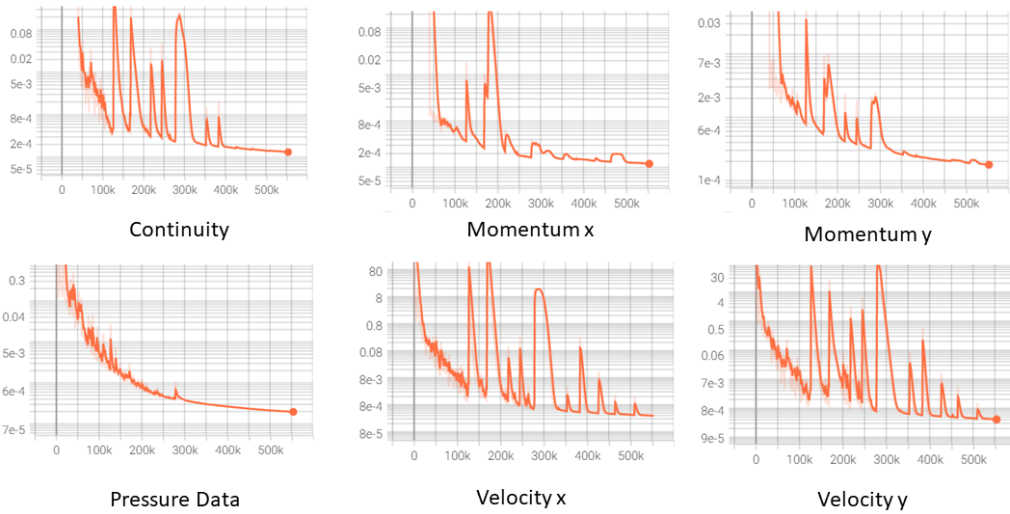 0.08
0.02
5e-3
8e-4
2e-4
5e-5
0 100k 200k 300k 400k 500k
Continuity
0.08
0.02
5e-3
8e-4
2e-4
5e-5
0 100k 200k 300k 400k 500k
Momentum x
0.03
7e-3
2e-3
6e-4
1e-4
0 100k 200k 300k 400k 500k
Momentum y
0.3
0.04
5e-3
6e-4
7e-5
0 100k 200k 300k 400k 500k
Pressure Data
80
8
0.8
0.08
8e-3
8e-4
8e-5
0 100k 200k 300k 400k 500k
Velocity x
30
4
0.5
0.06
7e-3
8e-4
9e-5
0 100k 200k 300k 400k 500k
Velocity y